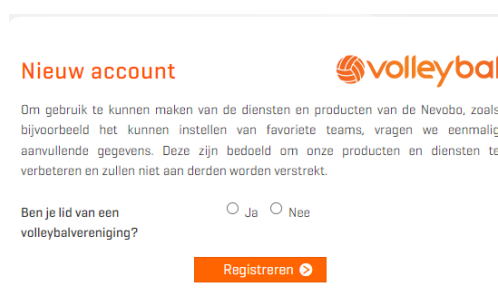 Nieuw account
volleybal
Om gebruik te kunnen maken van de diensten en producten van de Nevobo, zoals
bijvoorbeeld het kunnen instellen van favoriete teams, vragen we eenmalig
aanvullende gegevens. Deze zijn bedoeld om onze producten en diensten te
verbeteren en zullen niet aan derden worden verstrekt.
Ben je lid van een
volleybalvereniging?
Ja Nee
Registreren